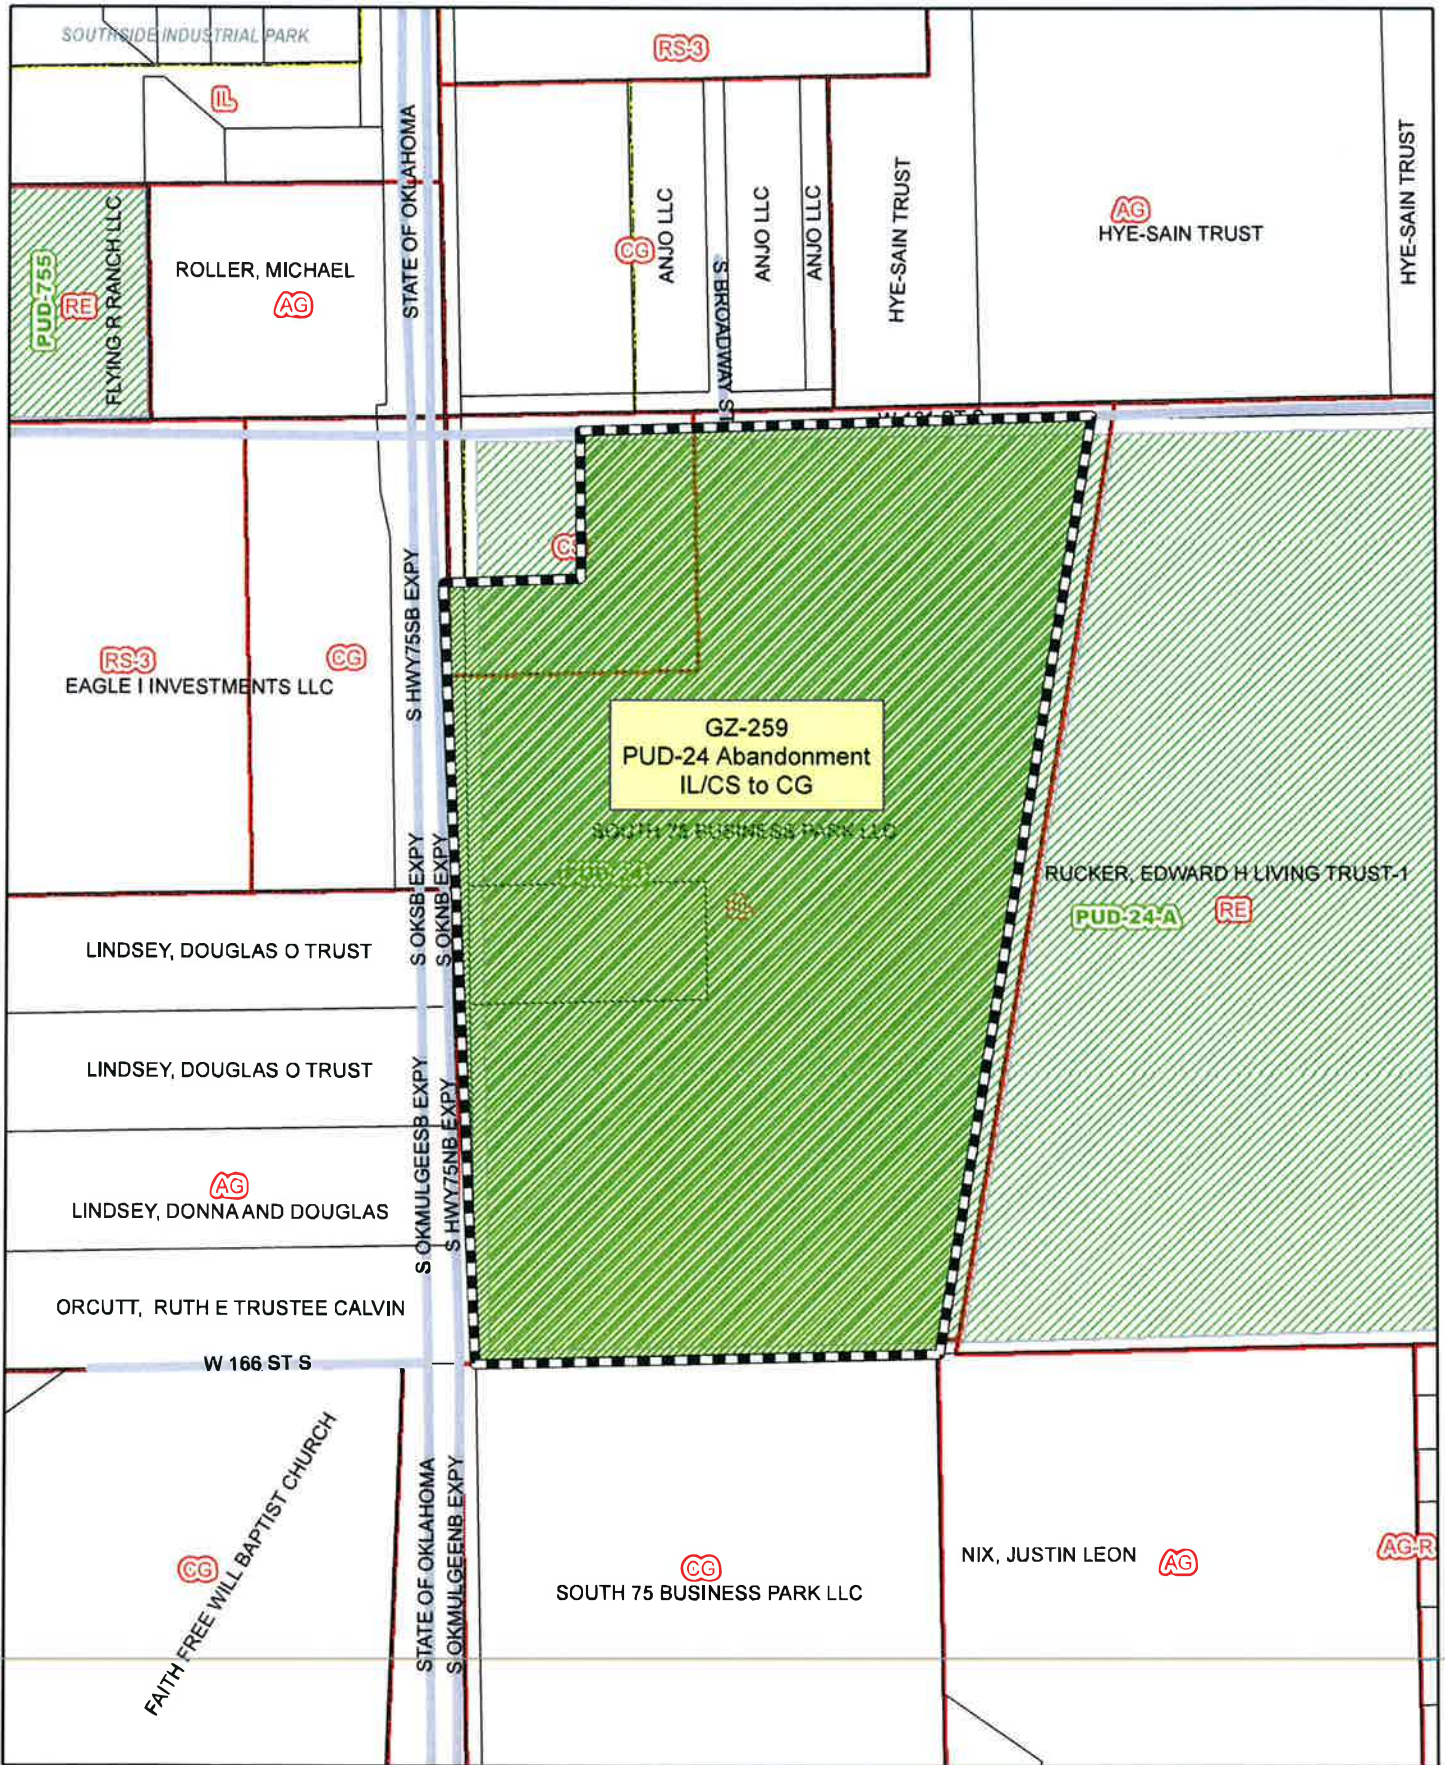 SOUTHSIDE INDUSTRIAL PARK
RS-3
IL
STATE OF OKLAHOMA
HYE-SAIN TRUST
HYE-SAIN TRUST
AG
HYE-SAIN TRUST
ANJO LLC
ANJO LLC
ANJO LLC
CG
S BROADWAY ST
PUD-755
RE
FLYING R RANCH LLC
ROLLER, MICHAEL
AG
S HWY75SB EXPY
RS-3
CG
EAGLE I INVESTMENTS LLC
GZ-259
PUD-24 Abandonment
IL/CS to CG
SOUTH 75 BUSINESS PARK LLC
PUD-24
IL
RUCKER, EDWARD H LIVING TRUST-1
PUD-24-A
RE
S OKSB EXPY
S OKNB EXPY
LINDSEY, DOUGLAS O TRUST
LINDSEY, DOUGLAS O TRUST
S OKMULGEESB EXPY
S HWY75NB EXPY
AG
LINDSEY, DONNA AND DOUGLAS
ORCUTT, RUTH E TRUSTEE CALVIN
W 166 ST S
FAITH FREE WILL BAPTIST CHURCH
CG
STATE OF OKLAHOMA
S OKMULGEENB EXPY
CG
SOUTH 75 BUSINESS PARK LLC
NIX, JUSTIN LEON
AG
AG-R